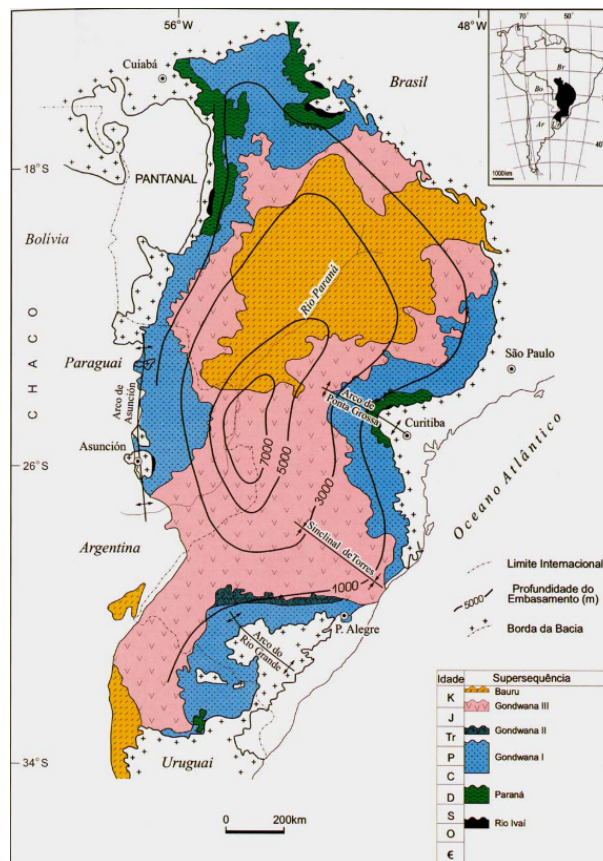 56°W
48°W
Cuiabá
Brasil
18°S
PANTANAL
Bolívia
Rio Paraná
CHACO
Paraguai
Arco de
Asunción
São Paulo
Arco de
Ponta Grossa
Curitiba
Asunción
26°S
7000
5000
3000
Oceano Atlântico
Argentina
Sinclinal de Torres
1000
P. Alegre
Arco do
Rio Grande
34°S
Uruguai
0
200km
Br
Bo
Ar
1000km
Limite Internacional
5000
Profundidade do
Embasamento (m)
Borda da Bacia
Idade
Supersequência
K
Bauru
Gondwana III
J
Gondwana II
Tr
P
Gondwana I
C
D
Paraná
S
Rio Ivaí
O
Є